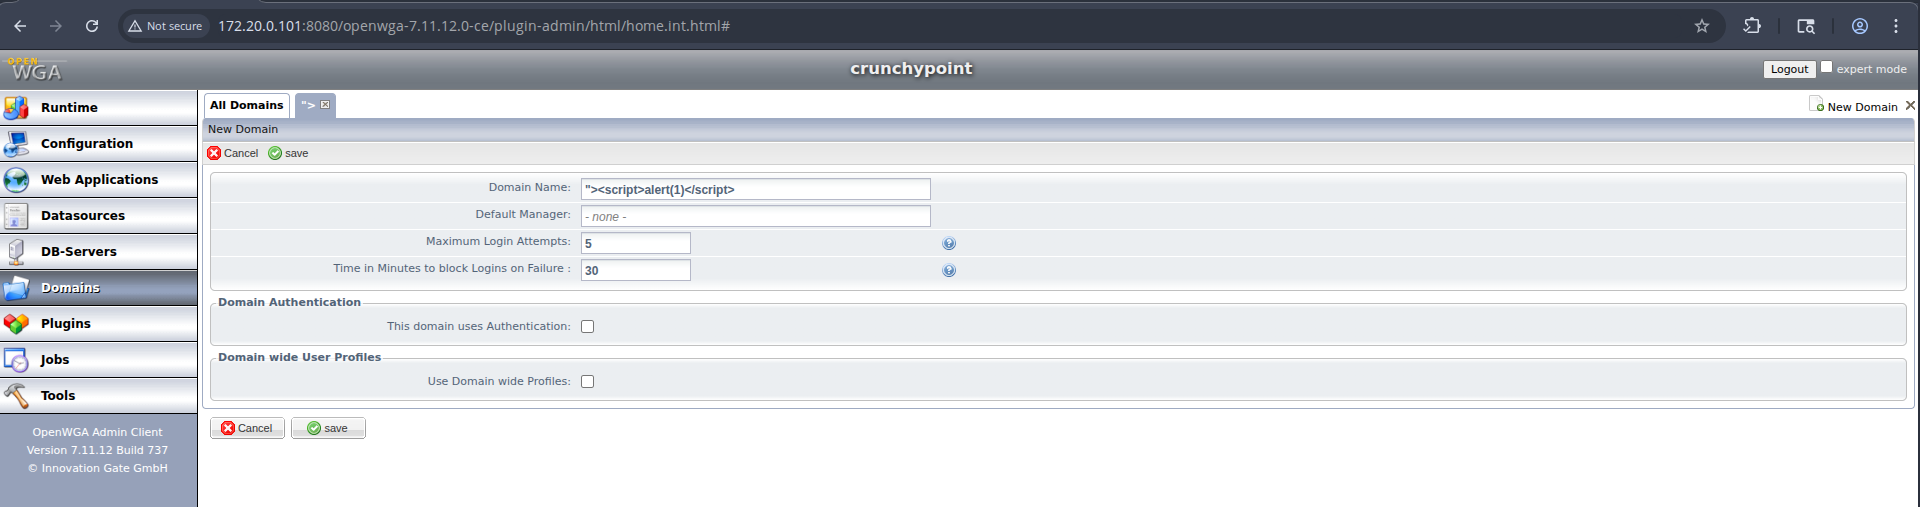 Not secure 172.20.0.101:8080/openwga-7.11.12.0-ce/plugin-admin/html/home.int.html#
OPEN
WGA
crunchypoint
Logout expert mode
Runtime
Configuration
Web Applications
Datasources
DB-Servers
Domains
Plugins
Jobs
Tools
OpenWGA Admin Client
Version 7.11.12 Build 737
© Innovation Gate GmbH
All Domains "> New Domain
New Domain
Cancel save
Domain Name: "><script>alert(1)</script>
Default Manager: - none -
Maximum Login Attempts: 5
Time in Minutes to block Logins on Failure : 30
Domain Authentication
This domain uses Authentication:
Domain wide User Profiles
Use Domain wide Profiles:
Cancel save